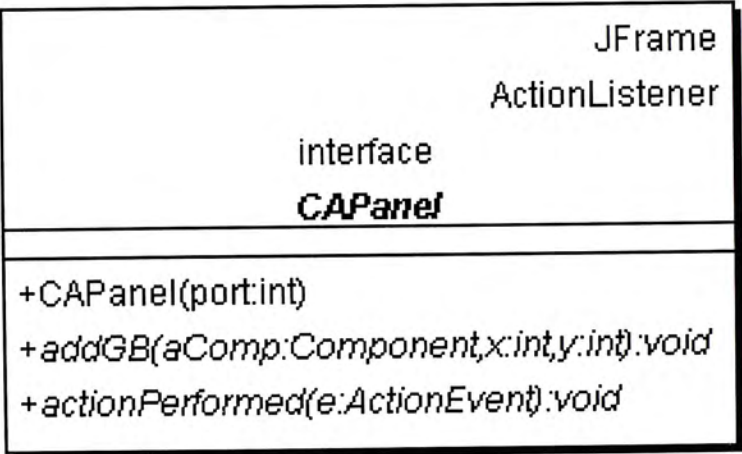 JFrame
ActionListener
interface
CAPanel
+CAPanel(port:int)
+addGB(aComp:Component,x:int,y:int):void
+actionPerformed(e:ActionEvent):void